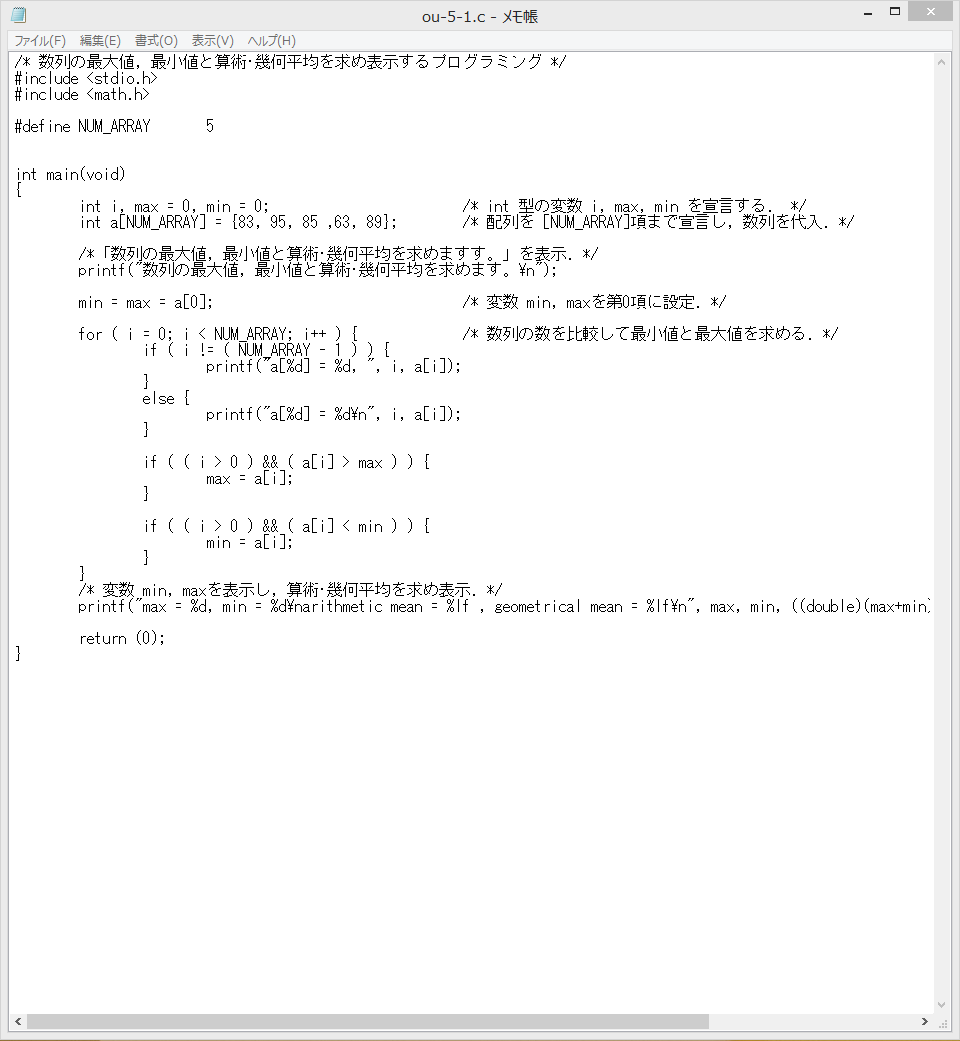 ou-5-1.c - メモ帳
ファイル(F) 編集(E) 書式(O) 表示(V) ヘルプ(H)
/* 数列の最大値，最小値と算術･幾何平均を求め表示するプログラミング */
#include <stdio.h>
#include <math.h>
#define NUM_ARRAY 5
int main(void)
{
int i, max = 0, min = 0; /* int 型の変数 i, max, min を宣言する． */
int a[NUM_ARRAY] = {83, 95, 85 ,63, 89}; /* 配列を [NUM_ARRAY]項まで宣言し，数列を代入．*/
/*「数列の最大値，最小値と算術･幾何平均を求めますす。」を表示．*/
printf("数列の最大値，最小値と算術･幾何平均を求めます。¥n");
min = max = a[0]; /* 変数 min, maxを第0項に設定．*/
for ( i = 0; i < NUM_ARRAY; i++ ) { /* 数列の数を比較して最小値と最大値を求める．*/
if ( i != ( NUM_ARRAY - 1 ) ) {
printf("a[%d] = %d, ", i, a[i]);
}
else {
printf("a[%d] = %d¥n", i, a[i]);
}
if ( ( i > 0 ) && ( a[i] > max ) ) {
max = a[i];
}
if ( ( i > 0 ) && ( a[i] < min ) ) {
min = a[i];
}
}
/* 変数 min, maxを表示し，算術･幾何平均を求め表示．*/
printf("max = %d, min = %d¥narithmetic mean = %lf , geometrical mean = %lf¥n", max, min, ((double)(max+min)
return (0);
}